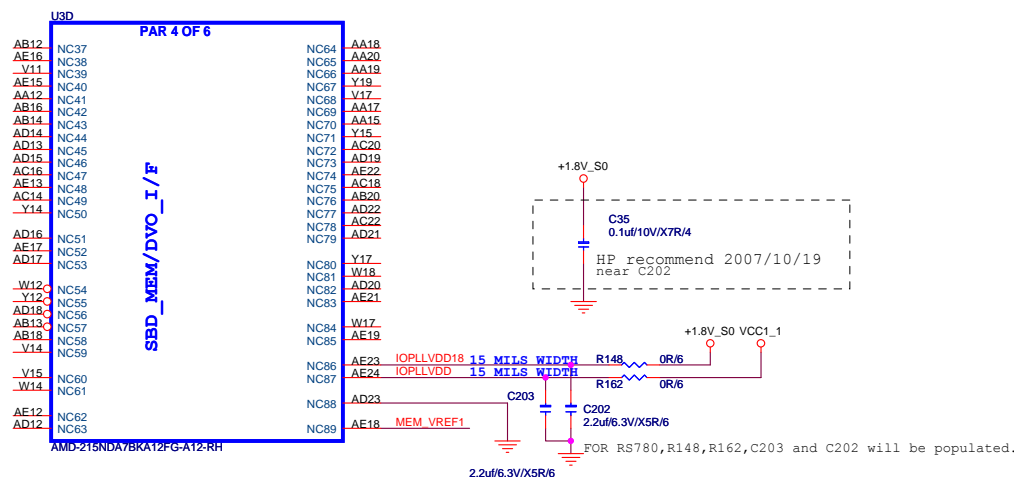 U3D
PAR 4 OF 6
AB12 NC37 NC64 AA18
AE16 NC38 NC65 AA20
V11 NC39 NC66 AA19
AE15 NC40 NC67 Y19
AA12 NC41 NC68 V17
AB16 NC42 NC69 AA17
AB14 NC43 NC70 AA15
AD14 NC44 NC71 Y15
AD13 NC45 NC72 AC20
AD15 NC46 NC73 AD19
AC16 NC47 NC74 AE22
AE13 NC48 NC75 AC18
AC14 NC49 NC76 AB20
Y14 NC50 NC77 AD22
NC78 AC22
AD16 NC51 NC79 AD21
AE17 NC52
AD17 NC53 NC80 Y17
NC81 W18
W12 NC54 NC82 AD20
Y12 NC55 NC83 AE21
AD18 NC56
AB13 NC57 NC84 W17
AB18 NC58 NC85 AE19
V14 NC59
NC86 AE23 IOPLLVDD18 15 MILS WIDTH R148 0R/6
V15 NC60 NC87 AE24 IOPLLVDD 15 MILS WIDTH R162 0R/6
W14 NC61
NC88 AD23
AE12 NC62
AD12 NC63 NC89 AE18 MEM_VREF1
SBD_MEM/DVO_I/F
AMD-215NDA7BKA12FG-A12-RH
+1.8V_S0
C35
0.1uf/10V/X7R/4
HP recommend 2007/10/19
near C202
+1.8V_S0 VCC1_1
C203
C202
2.2uf/6.3V/X5R/6
FOR RS780,R148,R162,C203 and C202 will be populated.
2.2uf/6.3V/X5R/6